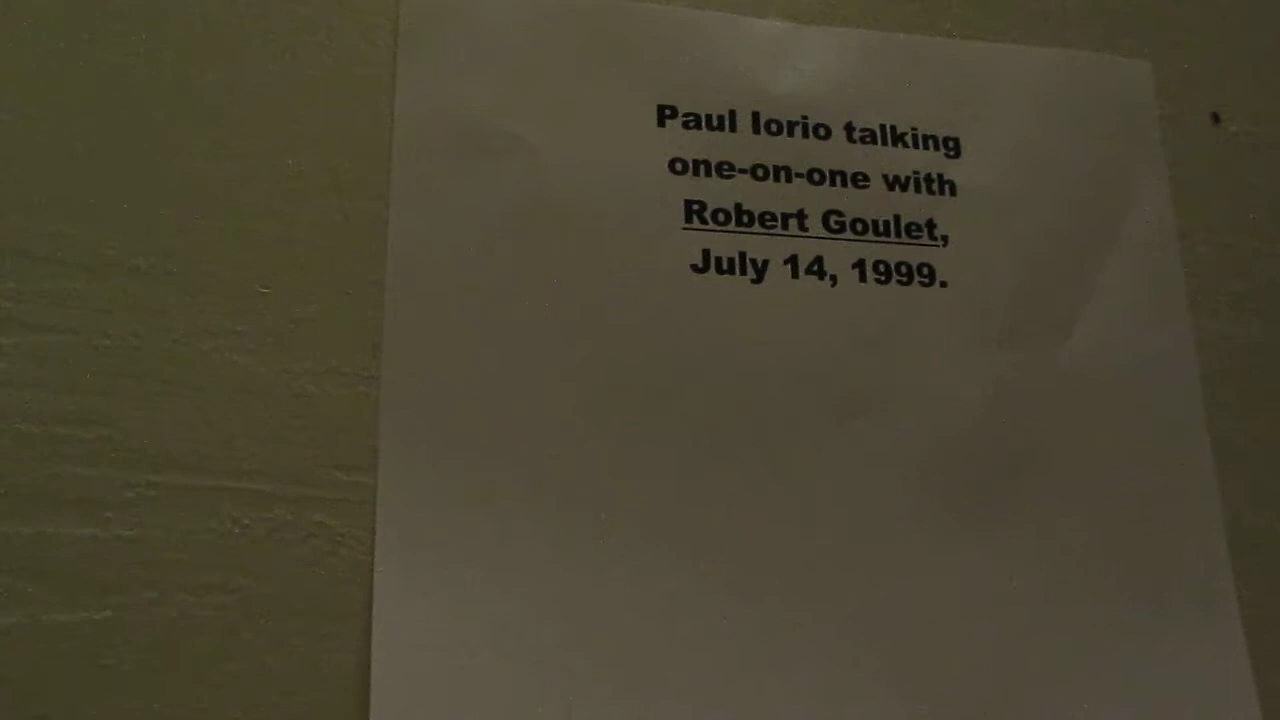 Paul Iorio talking
one-on-one with
Robert Goulet,
July 14, 1999.